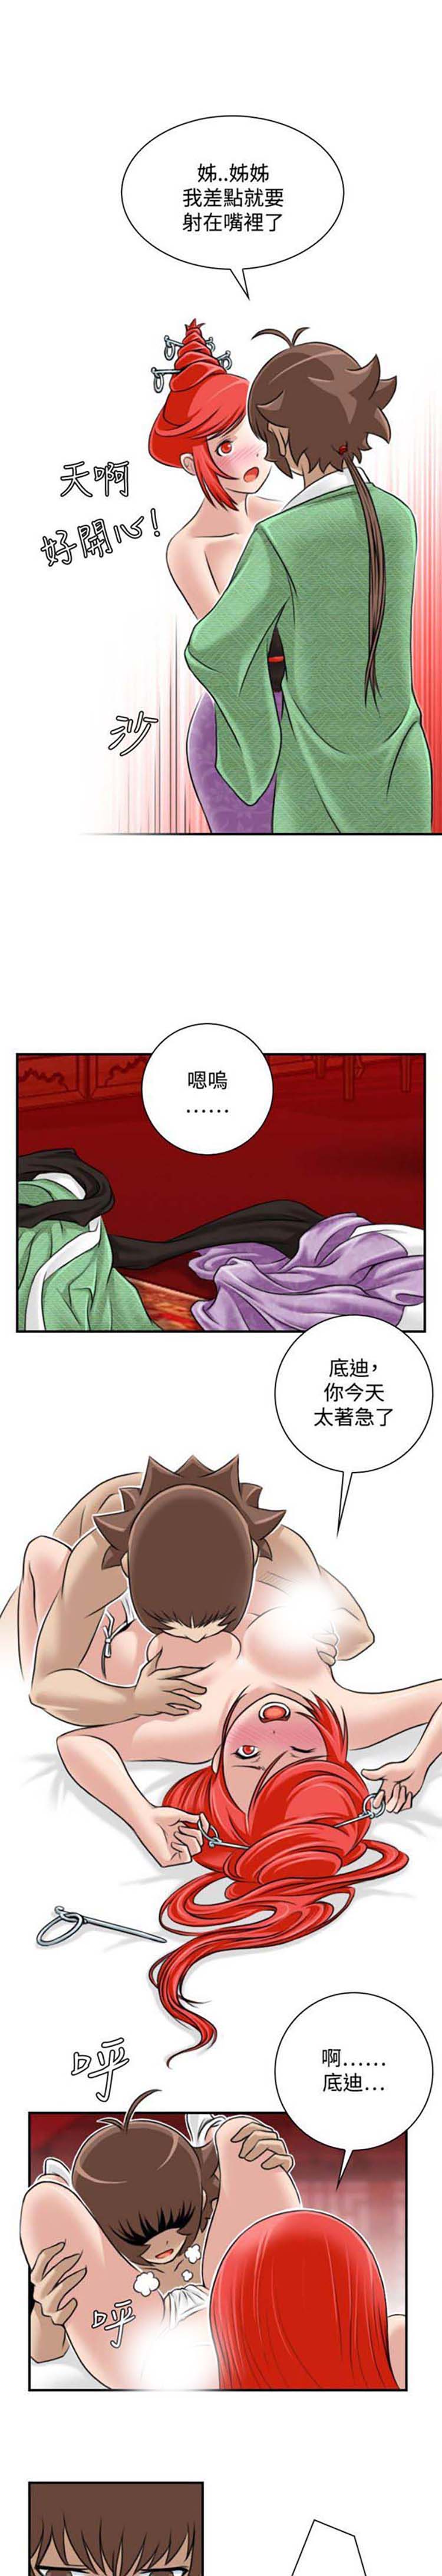 姊..姊姊
我差點就要
射在嘴裡了
天啊
好開心!
沙
嗯嗚
......
底迪，
你今天
太著急了
呼
啊......
底迪...
呼